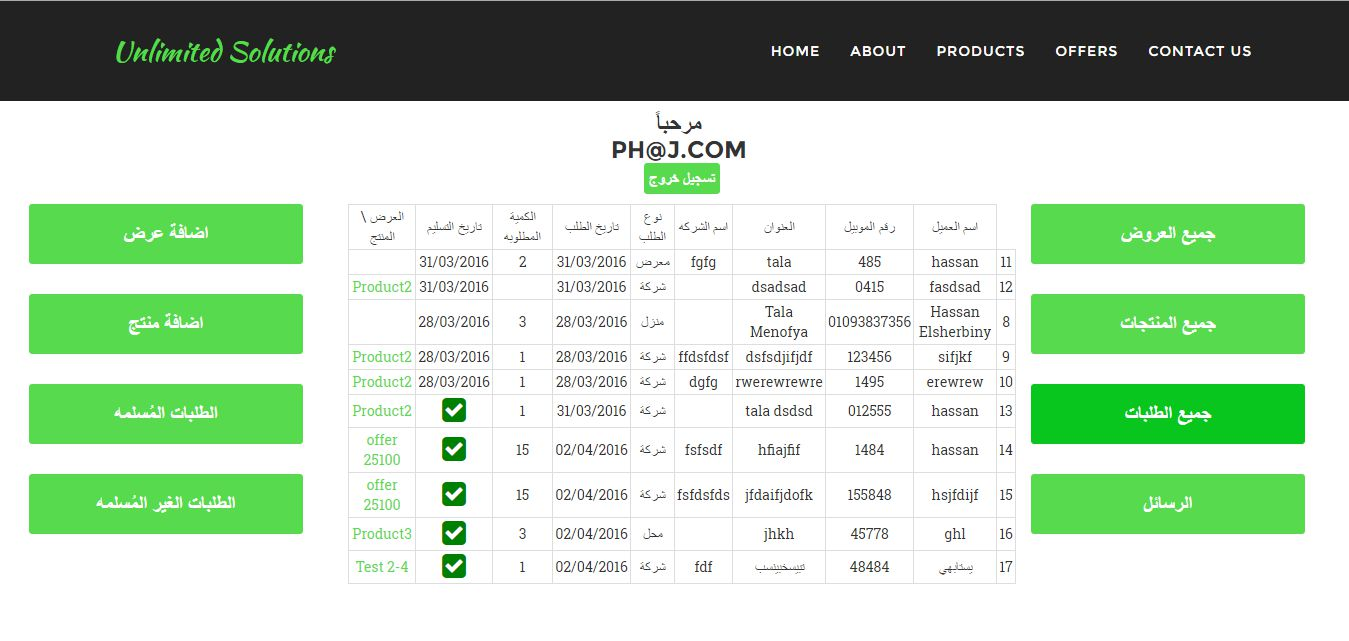 Unlimited Solutions
HOME ABOUT PRODUCTS OFFERS CONTACT US
مرحباً
PH@J.COM
تسجيل خروج
جميع العروض
جميع المنتجات
جميع الطلبات
الرسائل
اسم العميل رقم الموبيل العنوان اسم الشركه نوع الطلب تاريخ الطلب الكمية المطلوبه تاريخ التسليم العرض \ المنتج
11 hassan 485 tala fgfg معرض 31/03/2016 2 31/03/2016
12 fasdsad 0415 dsadsad شركة 31/03/2016 31/03/2016 Product2
8 Hassan Elsherbiny 01093837356 Tala Menofya منزل 28/03/2016 3 28/03/2016
9 sifjkf 123456 dsfsdjifjdf ffdsfdsf شركة 28/03/2016 1 28/03/2016 Product2
10 erewrew 1495 rwerewrewre dgfg شركة 28/03/2016 1 28/03/2016 Product2
13 hassan 012555 tala dsdsd شركة 31/03/2016 1 Product2
14 hassan 1484 hfiajfif fsfsdf شركة 02/04/2016 15 offer 25100
15 hsjfdijf 155848 jfdaifjdofk fsfdsfds شركة 02/04/2016 15 offer 25100
16 ghl 45778 jhkh محل 02/04/2016 3 Product3
17 48484 fdf شركة 02/04/2016 1 Test 2-4
اضافة عرض
اضافة منتج
الطلبات المُسلمه
الطلبات الغير المُسلمه